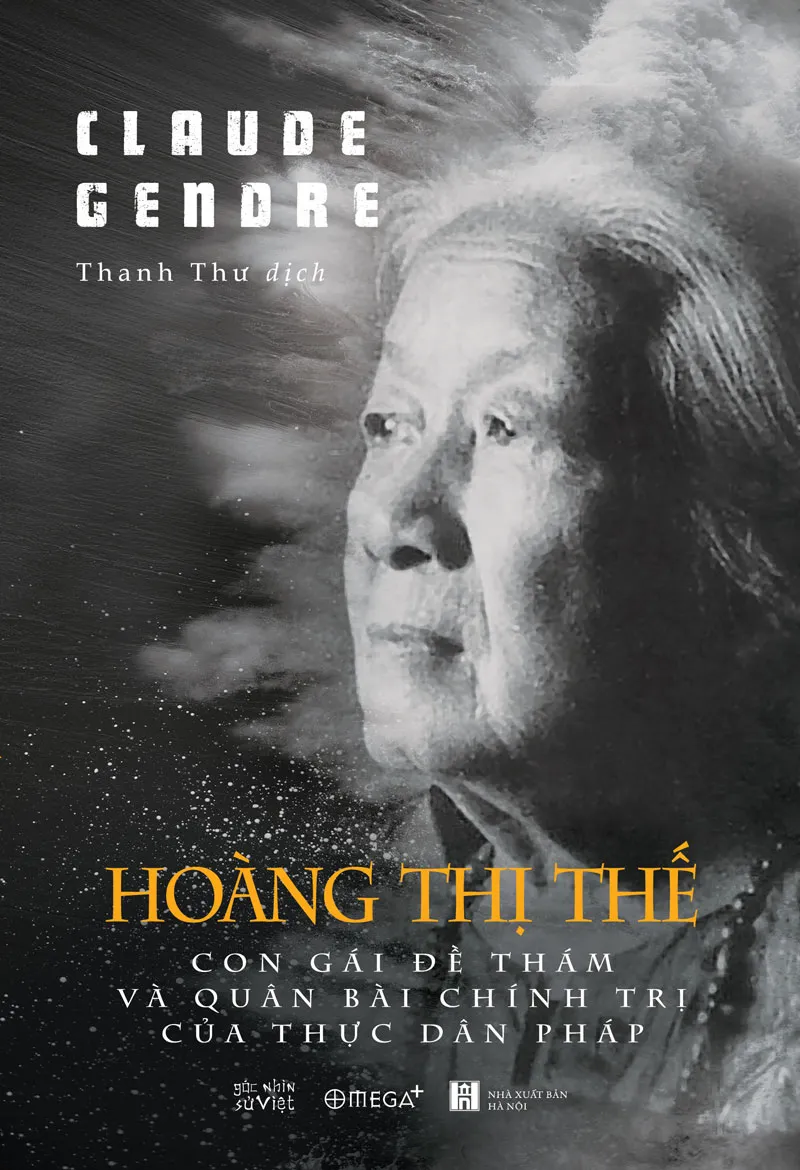 CLAUDE
GENDRE
Thanh Thư dịch
HOÀNG THỊ THẾ
CON GÁI ĐỀ THÁM
VÀ QUÂN BÀI CHÍNH TRỊ
CỦA THỰC DÂN PHÁP
góc nhìn
sử việt
OMEGA+
NHÀ XUẤT BẢN
HÀ NỘI